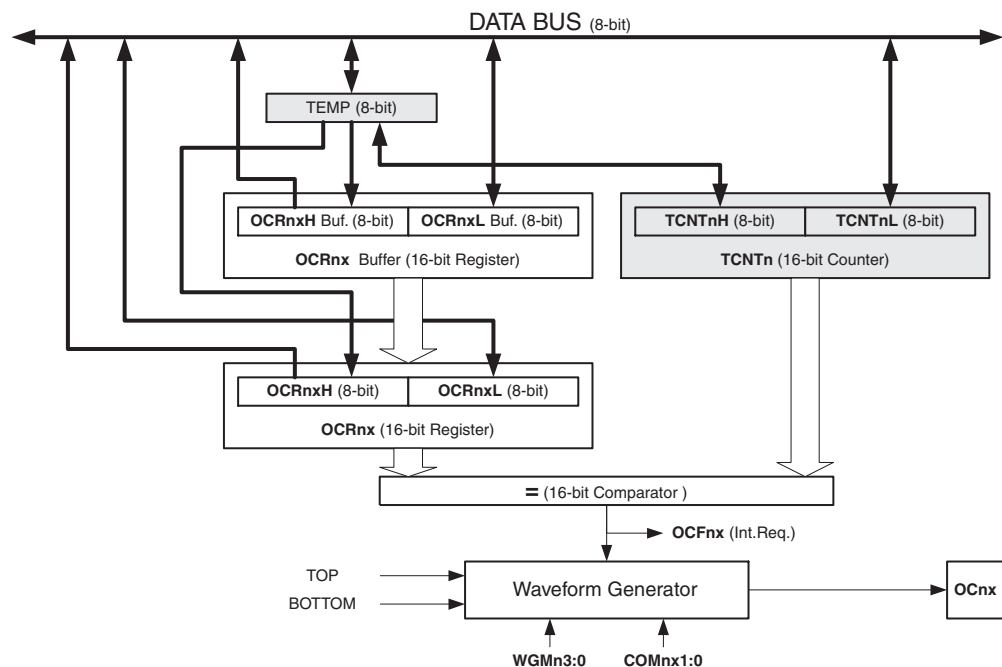 DATA BUS (8-bit)
TEMP (8-bit)
OCRnxH Buf. (8-bit) OCRnxL Buf. (8-bit)
OCRnx Buffer (16-bit Register)
TCNTnH (8-bit) TCNTnL (8-bit)
TCNTn (16-bit Counter)
OCRnxH (8-bit) OCRnxL (8-bit)
OCRnx (16-bit Register)
= (16-bit Comparator )
OCFnx (Int.Req.)
TOP
BOTTOM
Waveform Generator
OCnx
WGMn3:0 COMnx1:0